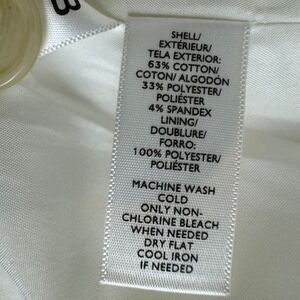 B
SHELL/
EXTÉRIEUR/
TELA EXTERIOR:
63% COTTON/
COTON/ ALGODÓN
33% POLYESTER/
POLIÉSTER
4% SPANDEX
LINING/
DOUBLURE/
FORRO:
100% POLYESTER/
POLIÉSTER
MACHINE WASH
COLD
ONLY NON-
CHLORINE BLEACH
WHEN NEEDED
DRY FLAT
COOL IRON
IF NEEDED